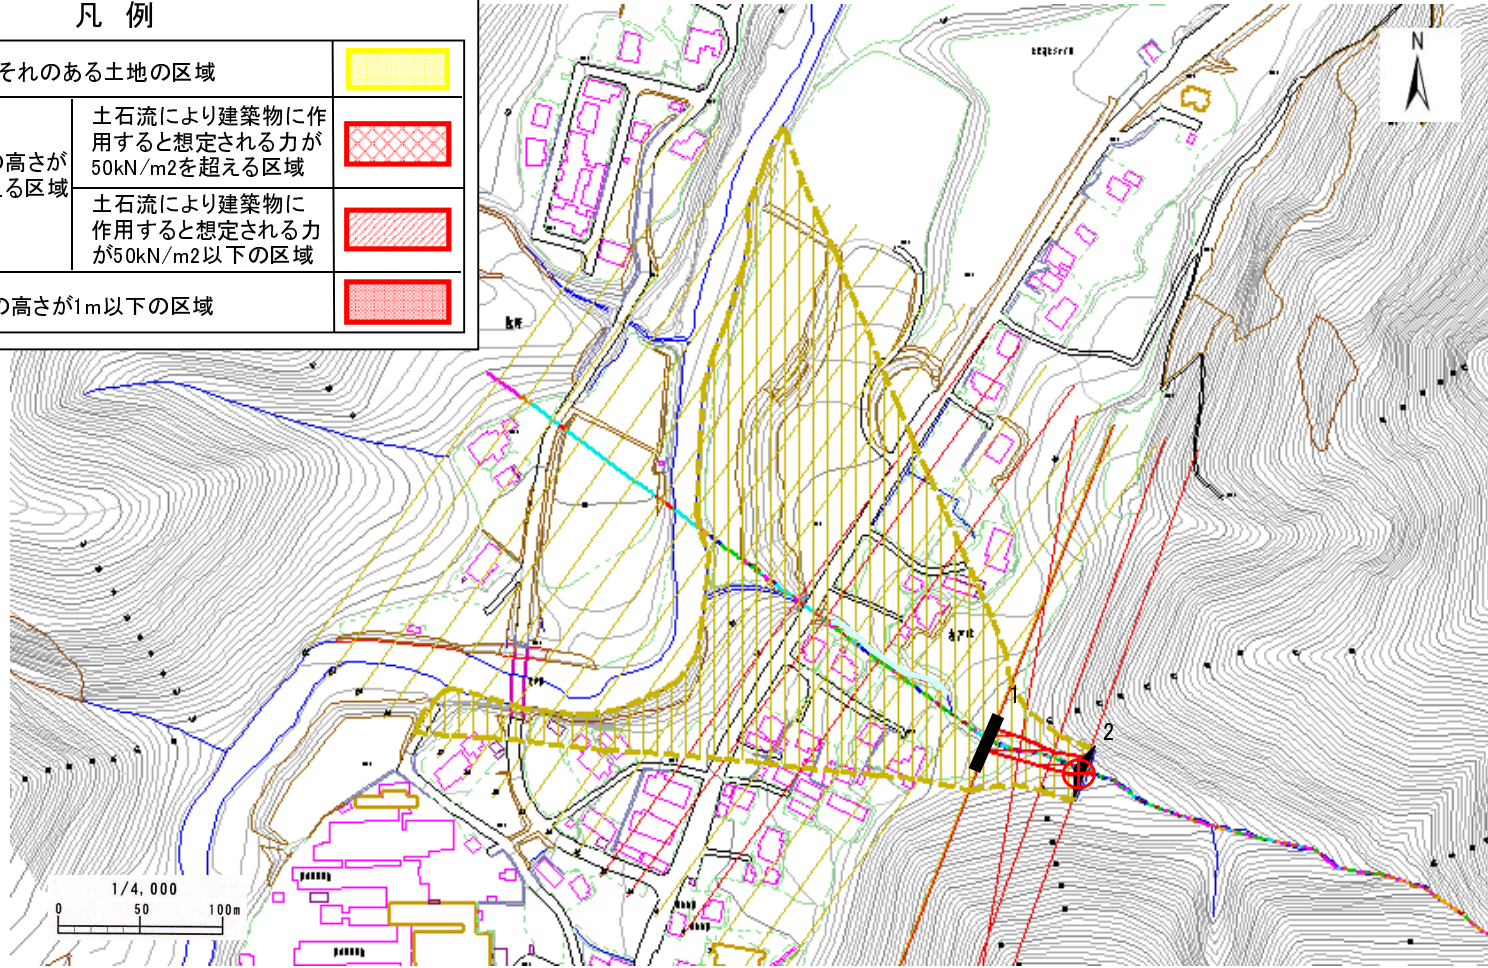 凡 例
それのある土地の区域
土石流により建築物に作
用すると想定される力が
50kN/m2を超える区域
の高さが
える区域
土石流により建築物に
作用すると想定される力
が50kN/m2以下の区域
の高さが1m以下の区域
N
1
2
1/4,000
0 50 100m